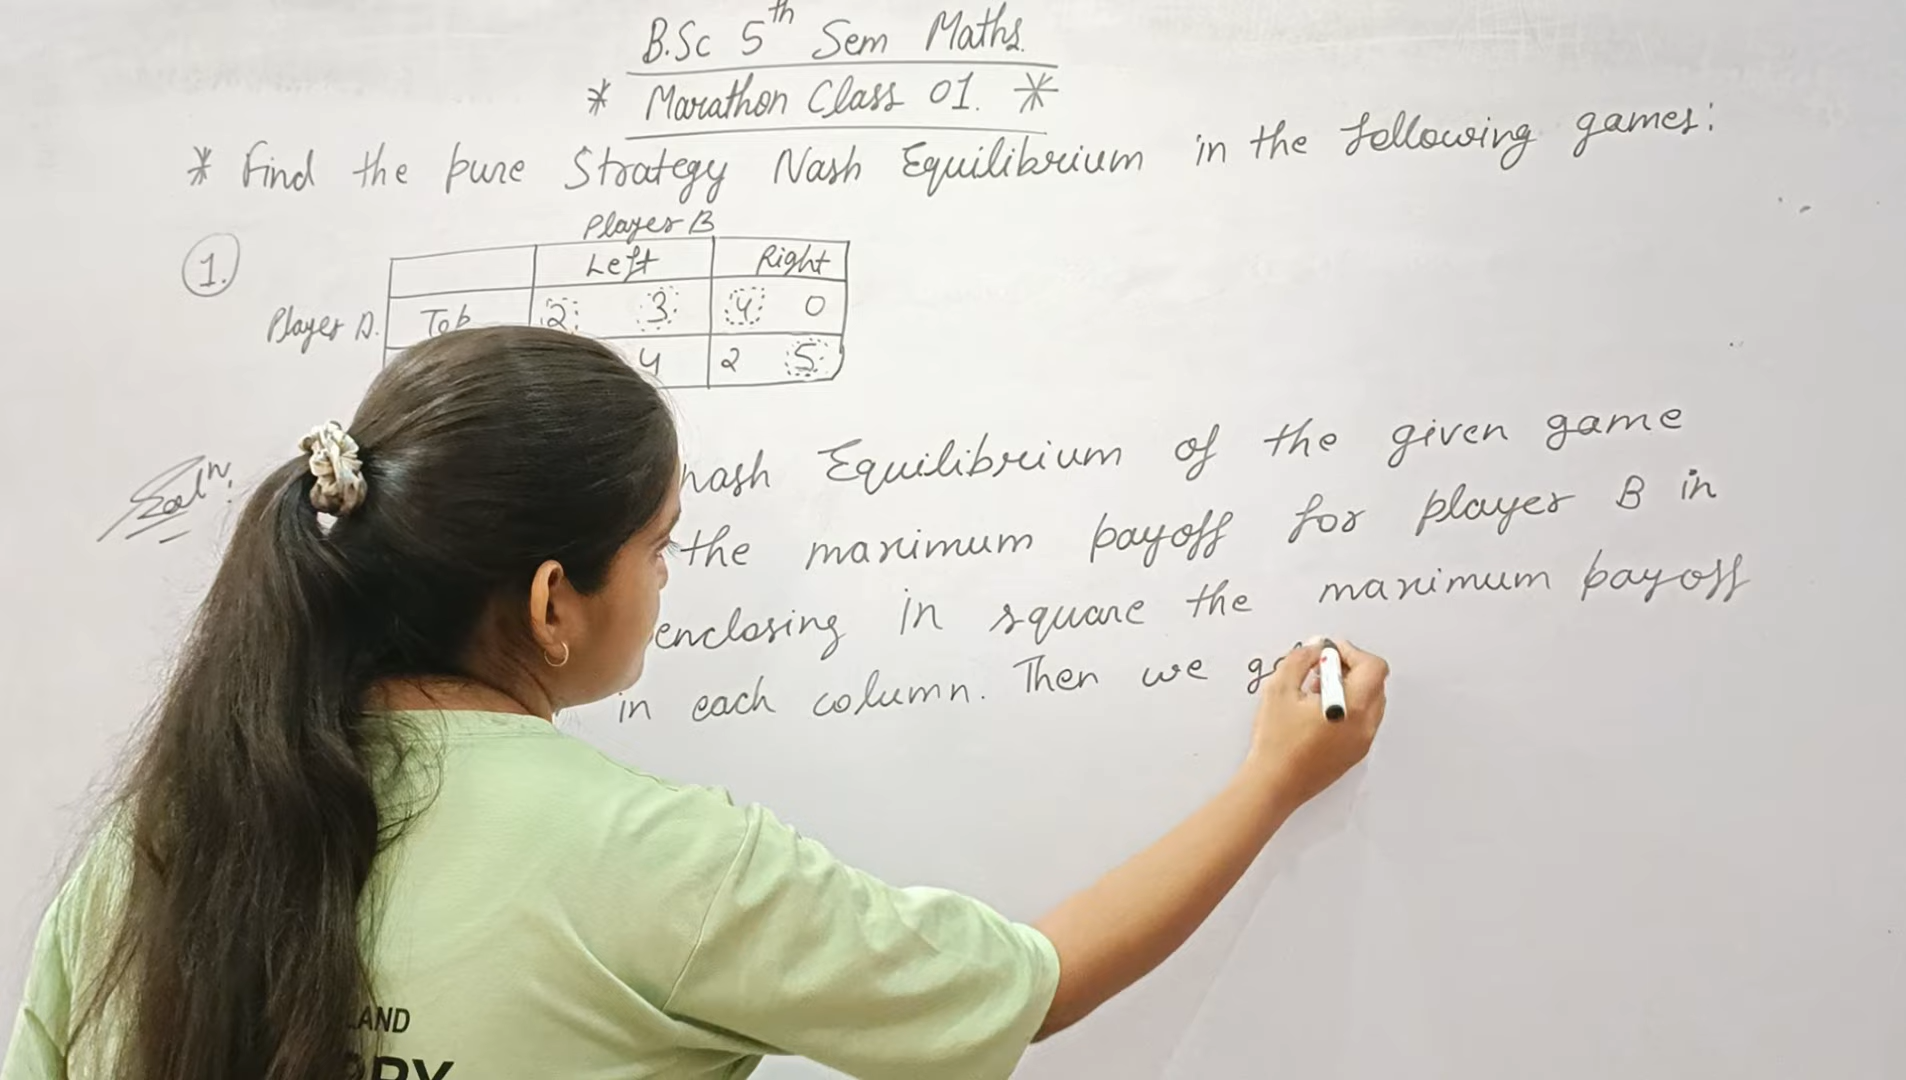 B.Sc 5th Sem Maths.
* Marathon Class 01. *
* Find the pure Strategy Nash Equilibrium in the following games:
Player B
1.
Left Right
Player A. Top 2 3 4 0
4 2 5
Soln:
nash Equilibrium of the given game
the maximum payoff for player B in
enclosing in square the maximum payoff
in each column. Then we
LAND